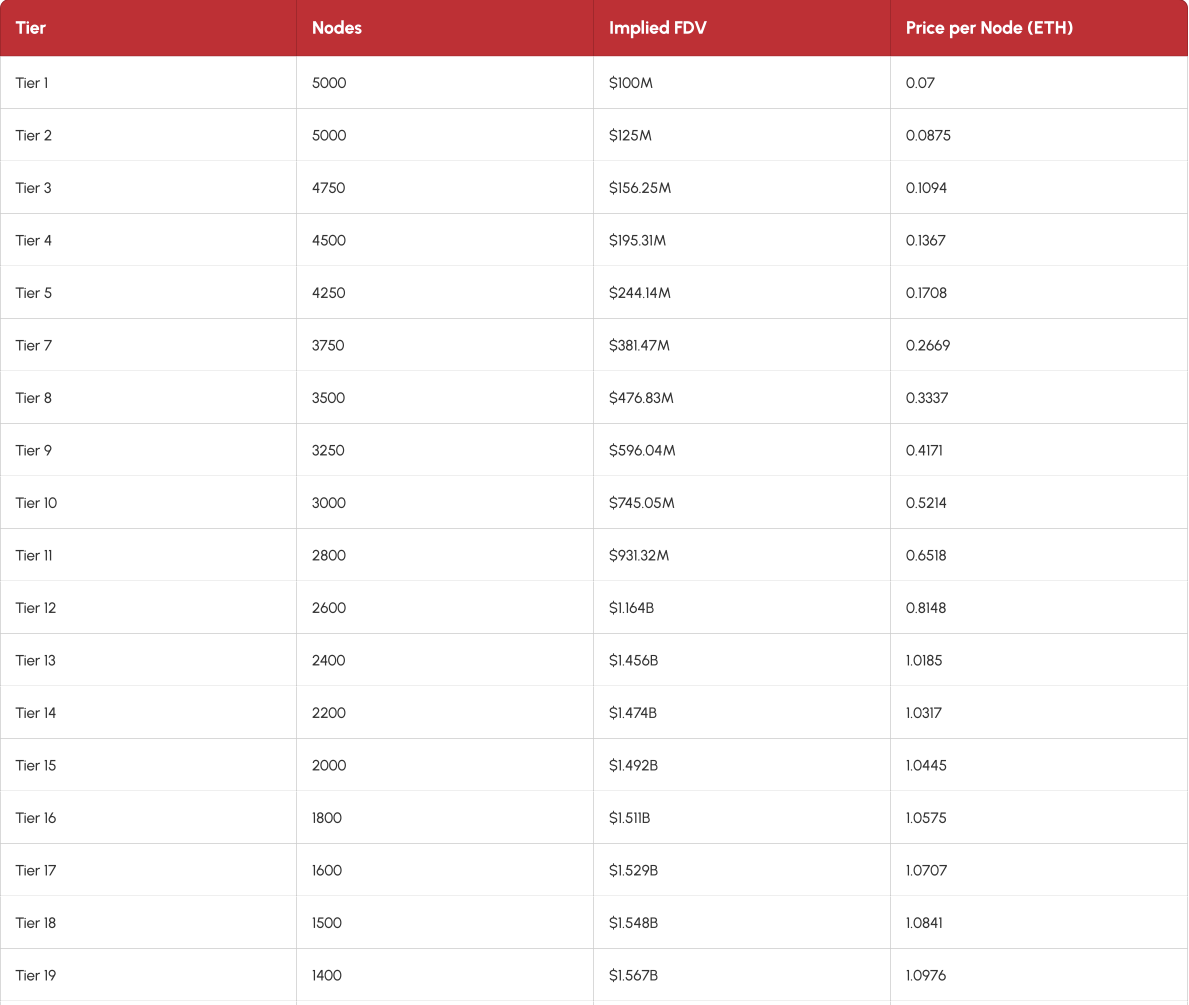 Tier Nodes Implied FDV Price per Node (ETH)
Tier 1 5000 $100M 0.07
Tier 2 5000 $125M 0.0875
Tier 3 4750 $156.25M 0.1094
Tier 4 4500 $195.31M 0.1367
Tier 5 4250 $244.14M 0.1708
Tier 7 3750 $381.47M 0.2669
Tier 8 3500 $476.83M 0.3337
Tier 9 3250 $596.04M 0.4171
Tier 10 3000 $745.05M 0.5214
Tier 11 2800 $931.32M 0.6518
Tier 12 2600 $1.164B 0.8148
Tier 13 2400 $1.456B 1.0185
Tier 14 2200 $1.474B 1.0317
Tier 15 2000 $1.492B 1.0445
Tier 16 1800 $1.511B 1.0575
Tier 17 1600 $1.529B 1.0707
Tier 18 1500 $1.548B 1.0841
Tier 19 1400 $1.567B 1.0976